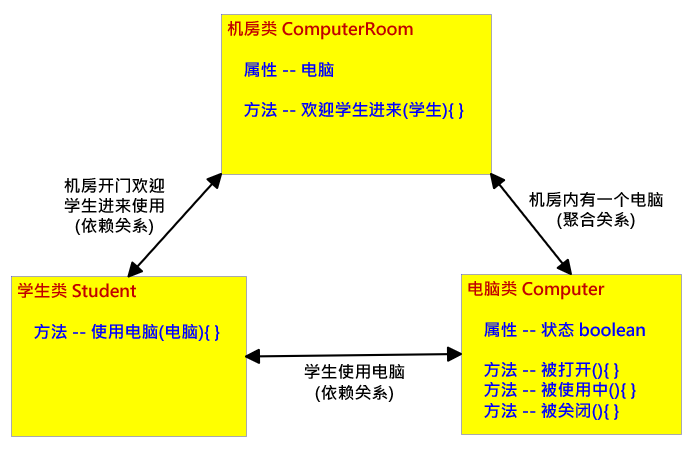 机房类 ComputerRoom
属性 -- 电脑
方法 -- 欢迎学生进来(学生){ }
机房开门欢迎
学生进来使用
(依赖关系)
机房内有一个电脑
(聚合关系)
学生类 Student
方法 -- 使用电脑(电脑){ }
学生使用电脑
(依赖关系)
电脑类 Computer
属性 -- 状态 boolean
方法 -- 被打开(){ }
方法 -- 被使用中(){ }
方法 -- 被关闭(){ }